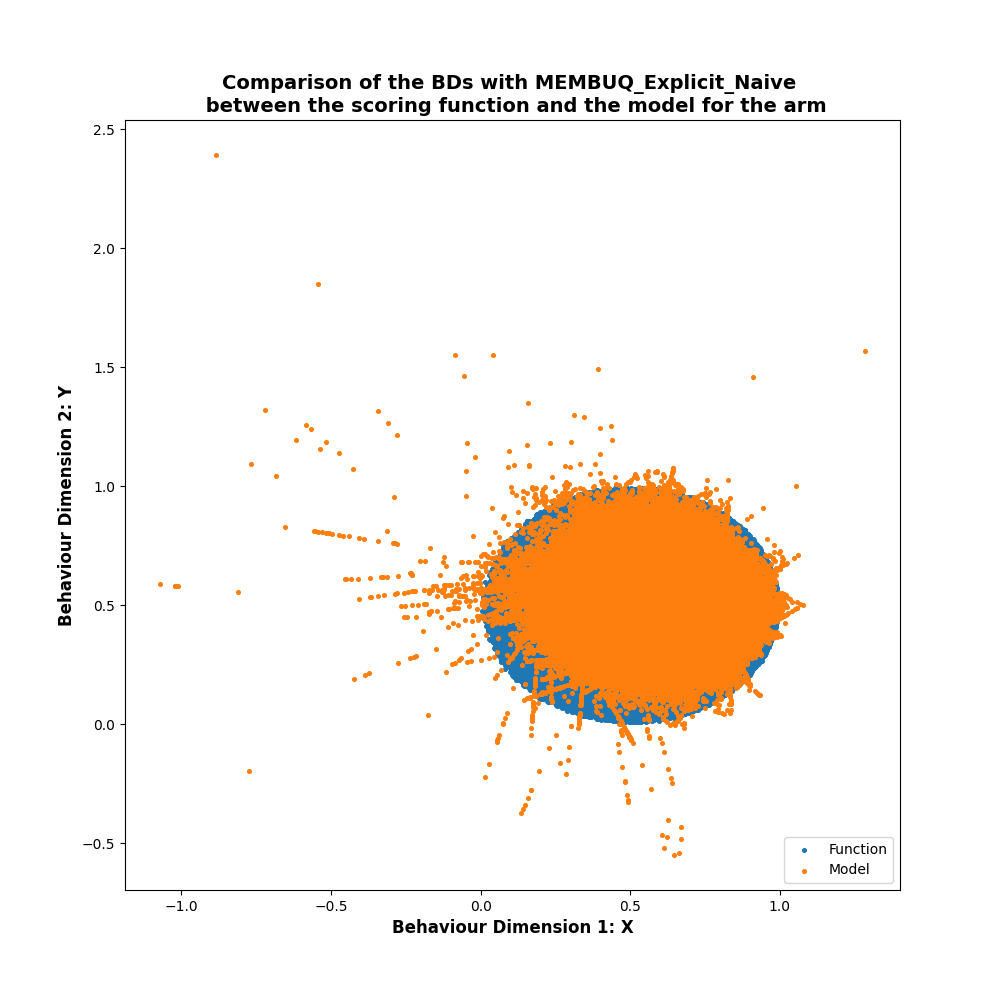 Comparison of the BDs with MEMBUQ_Explicit_Naive
between the scoring function and the model for the arm
2.5
2.0
1.5
1.0
0.5
0.0
−0.5
Behaviour Dimension 2: Y
−1.0
−0.5
0.0
0.5
1.0
Behaviour Dimension 1: X
Function
Model